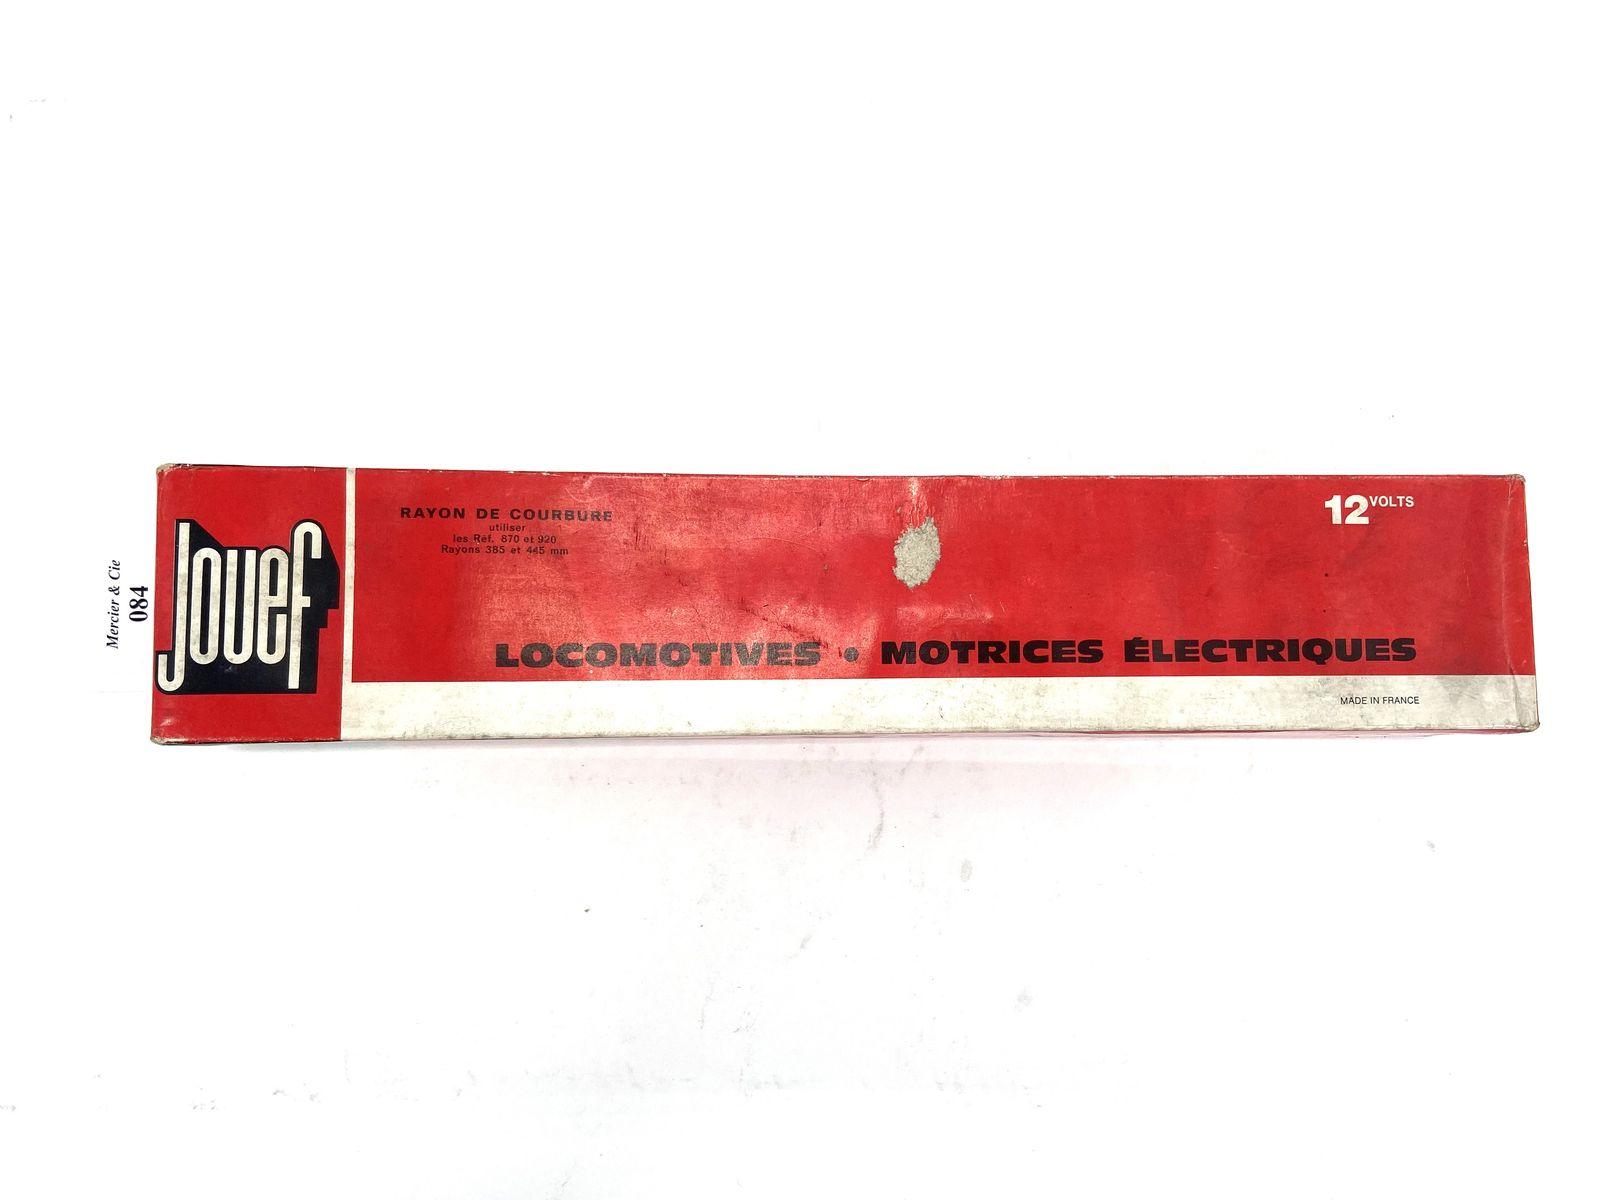 Mercier & Cie
084
Jouef
RAYON DE COURBURE
utiliser
les Réf. 870 et 920
Rayons 385 et 445 mm
12 VOLTS
LOCOMOTIVES • MOTRICES ÉLECTRIQUES
MADE IN FRANCE